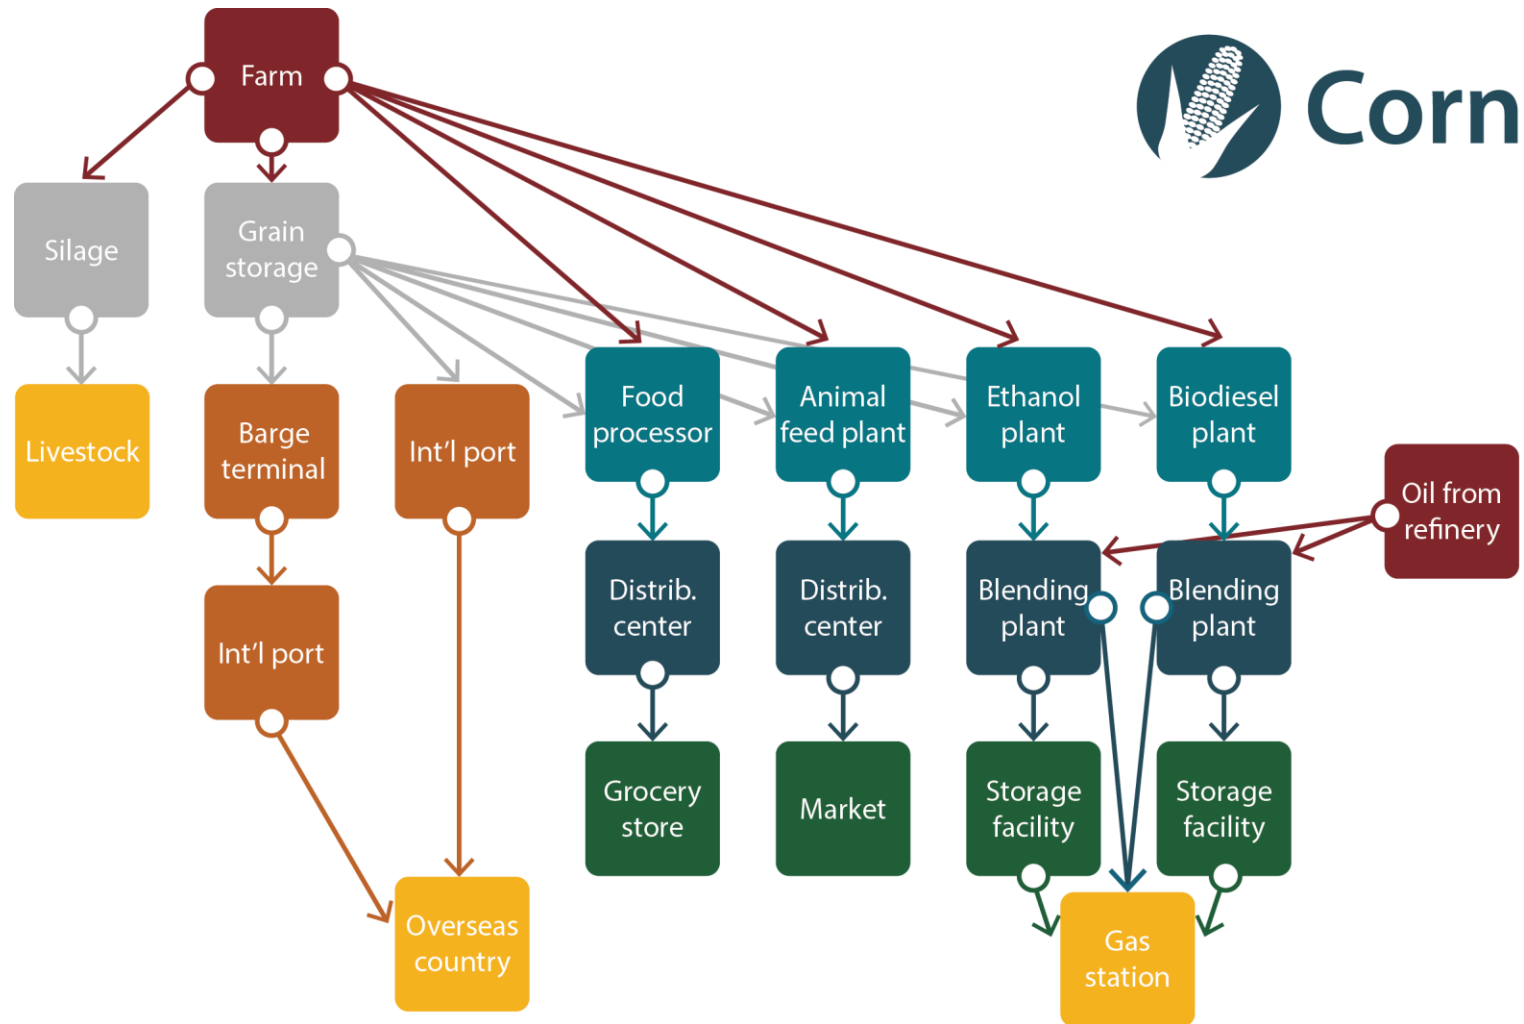 Farm
Corn
Silage
Grain
storage
Livestock
Barge
terminal
Int’l port
Food
processor
Animal
feed plant
Ethanol
plant
Biodiesel
plant
Oil from
refinery
Int’l port
Distrib.
center
Distrib.
center
Blending
plant
Blending
plant
Grocery
store
Market
Storage
facility
Storage
facility
Overseas
country
Gas
station